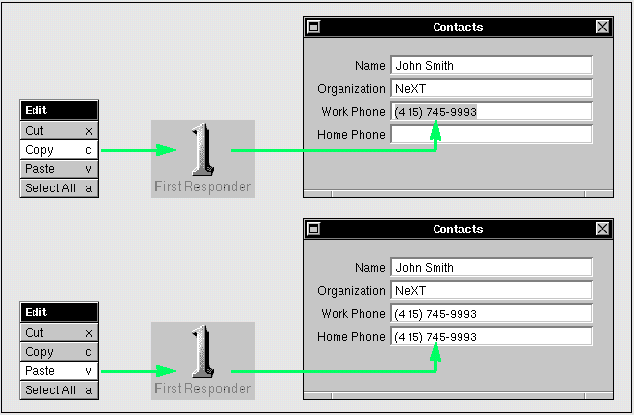 Contacts
Name John Smith
Organization NeXT
Work Phone (415) 745-9993
Home Phone
Edit
Cut x
Copy c
Paste v
Select All a
1
First Responder
Contacts
Name John Smith
Organization NeXT
Work Phone (415) 745-9993
Home Phone (415) 745-9993
Edit
Cut x
Copy c
Paste v
Select All a
1
First Responder